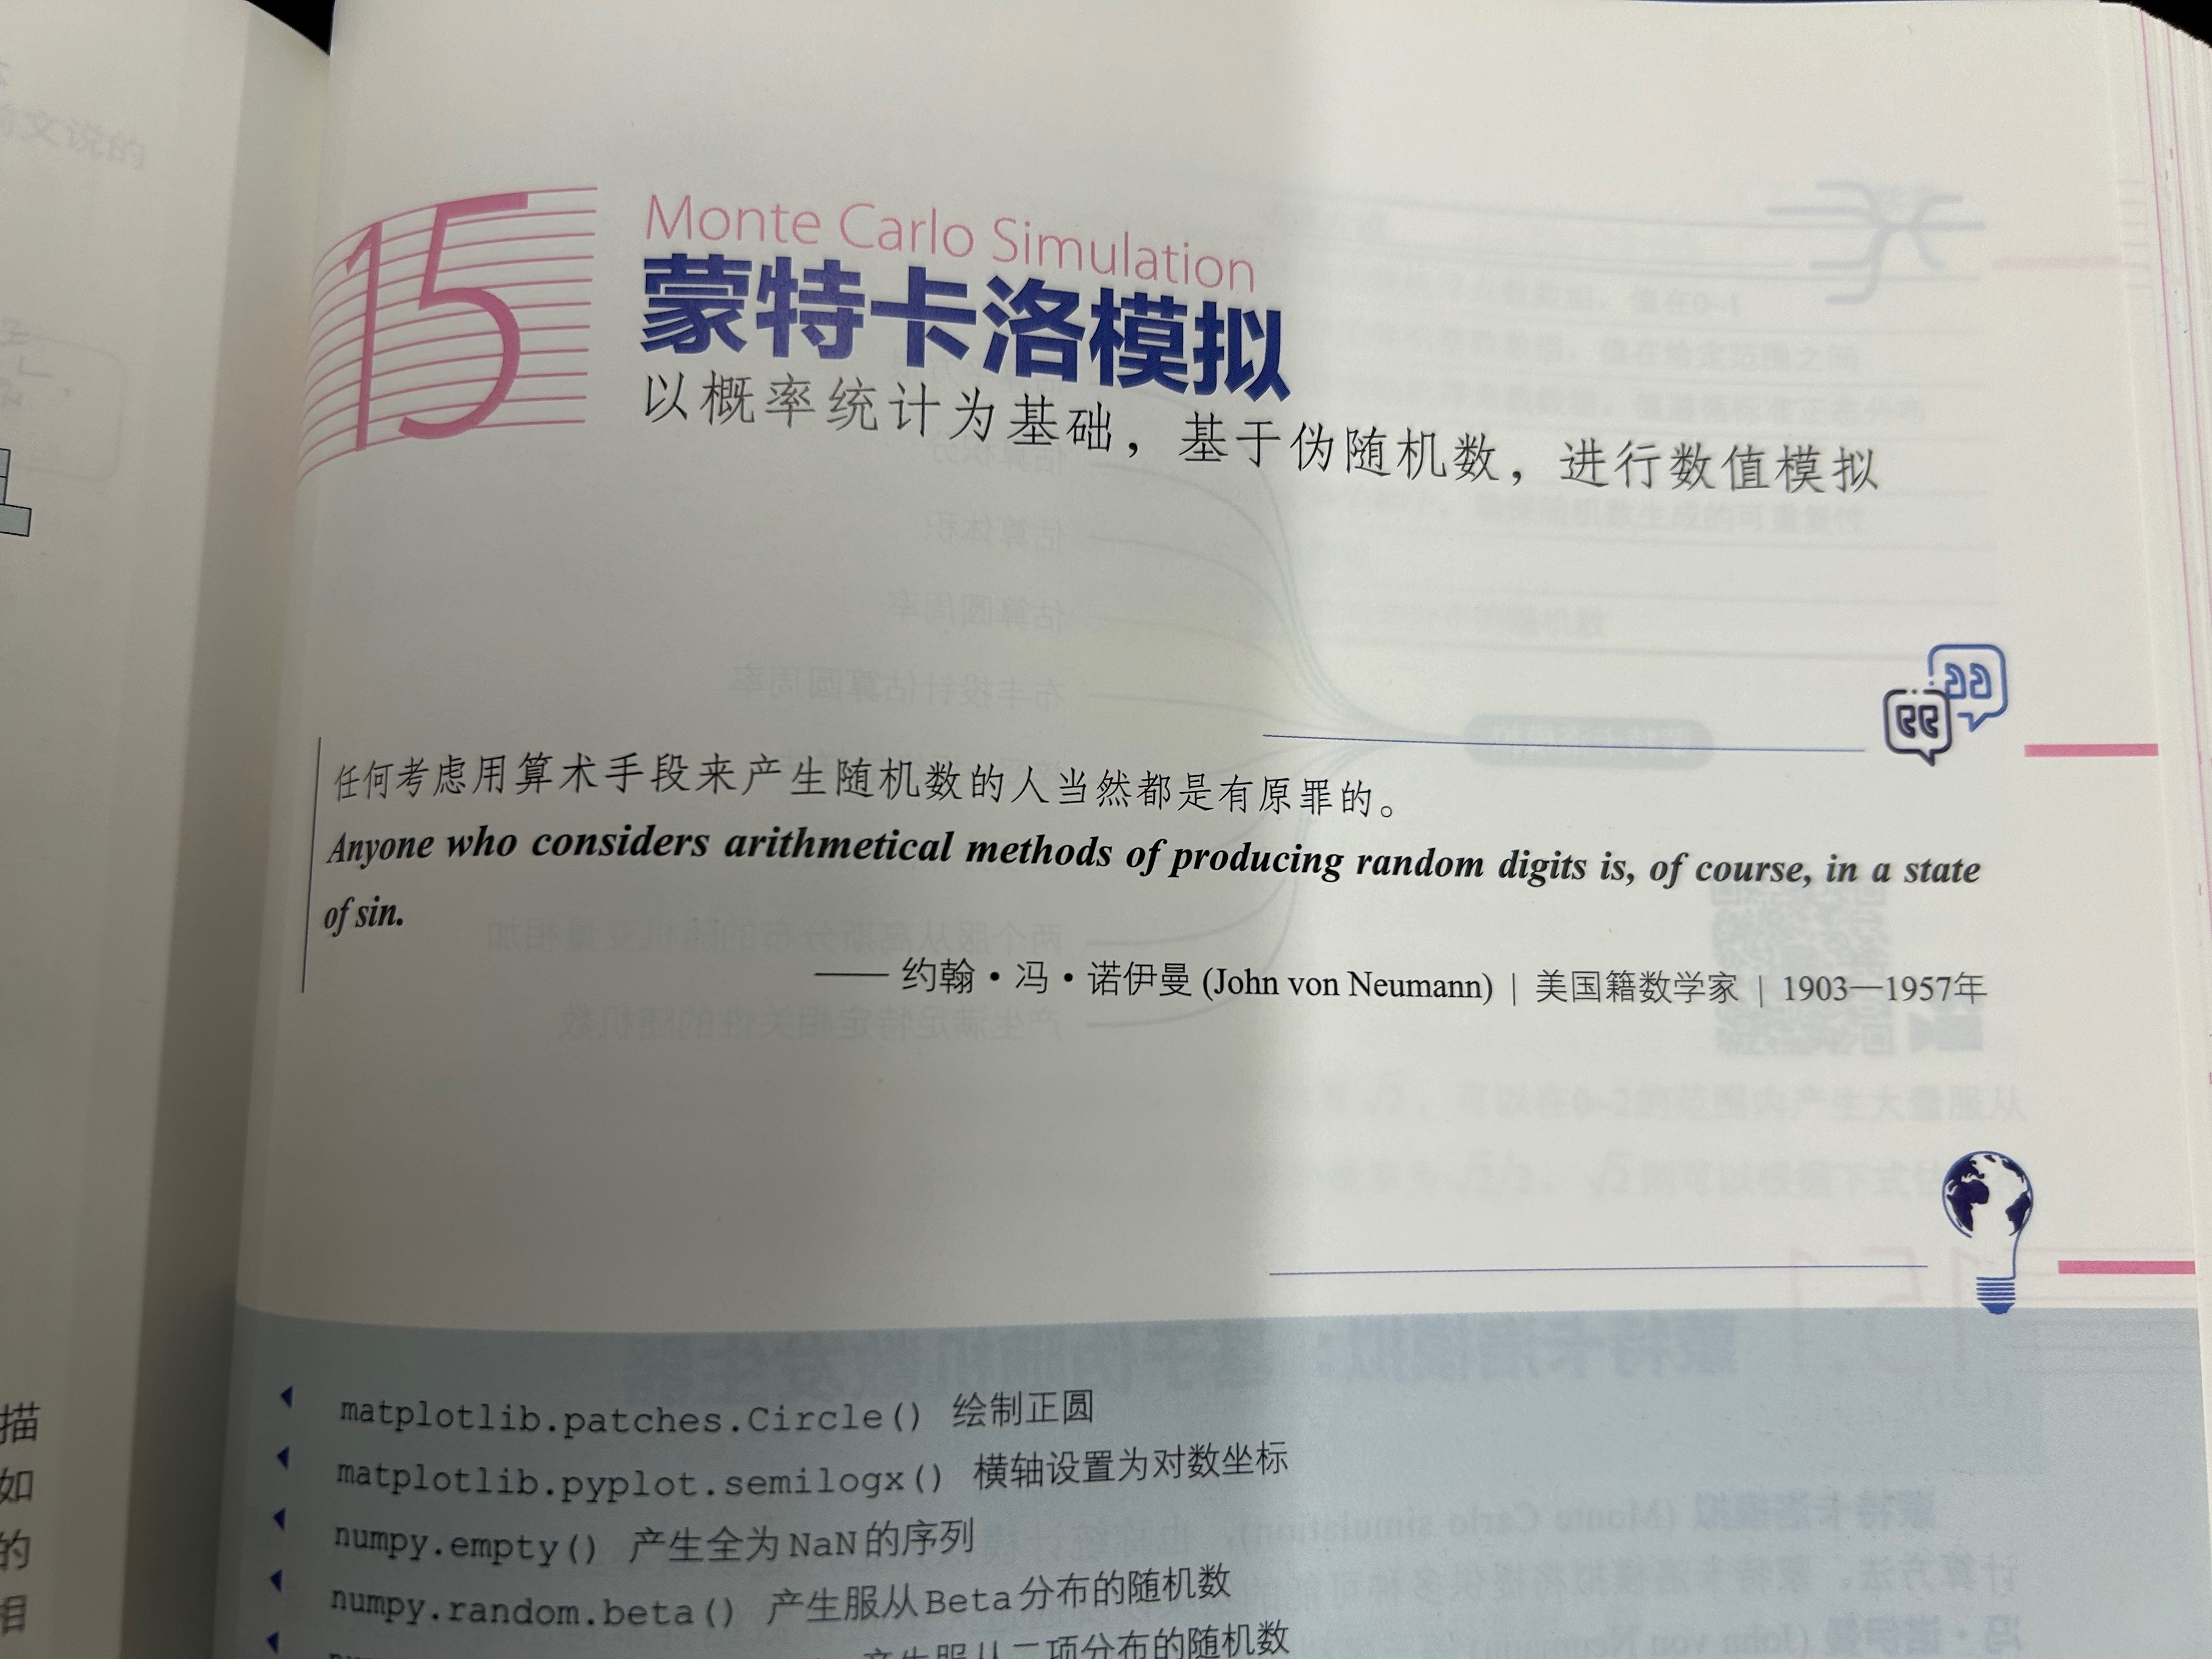 15
Monte Carlo Simulation
蒙特卡洛模拟
以概率统计为基础，基于伪随机数，进行数值模拟
任何考虑用算术手段来产生随机数的人当然都是有原罪的。
Anyone who considers arithmetical methods of producing random digits is, of course, in a state
of sin.
—— 约翰·冯·诺伊曼 (John von Neumann) | 美国籍数学家 | 1903—1957年
matplotlib.patches.Circle() 绘制正圆
matplotlib.pyplot.semilogx() 横轴设置为对数坐标
numpy.empty() 产生全为NaN的序列
numpy.random.beta() 产生服从Beta分布的随机数
产生服从二项分布的随机数
描
如
的
相